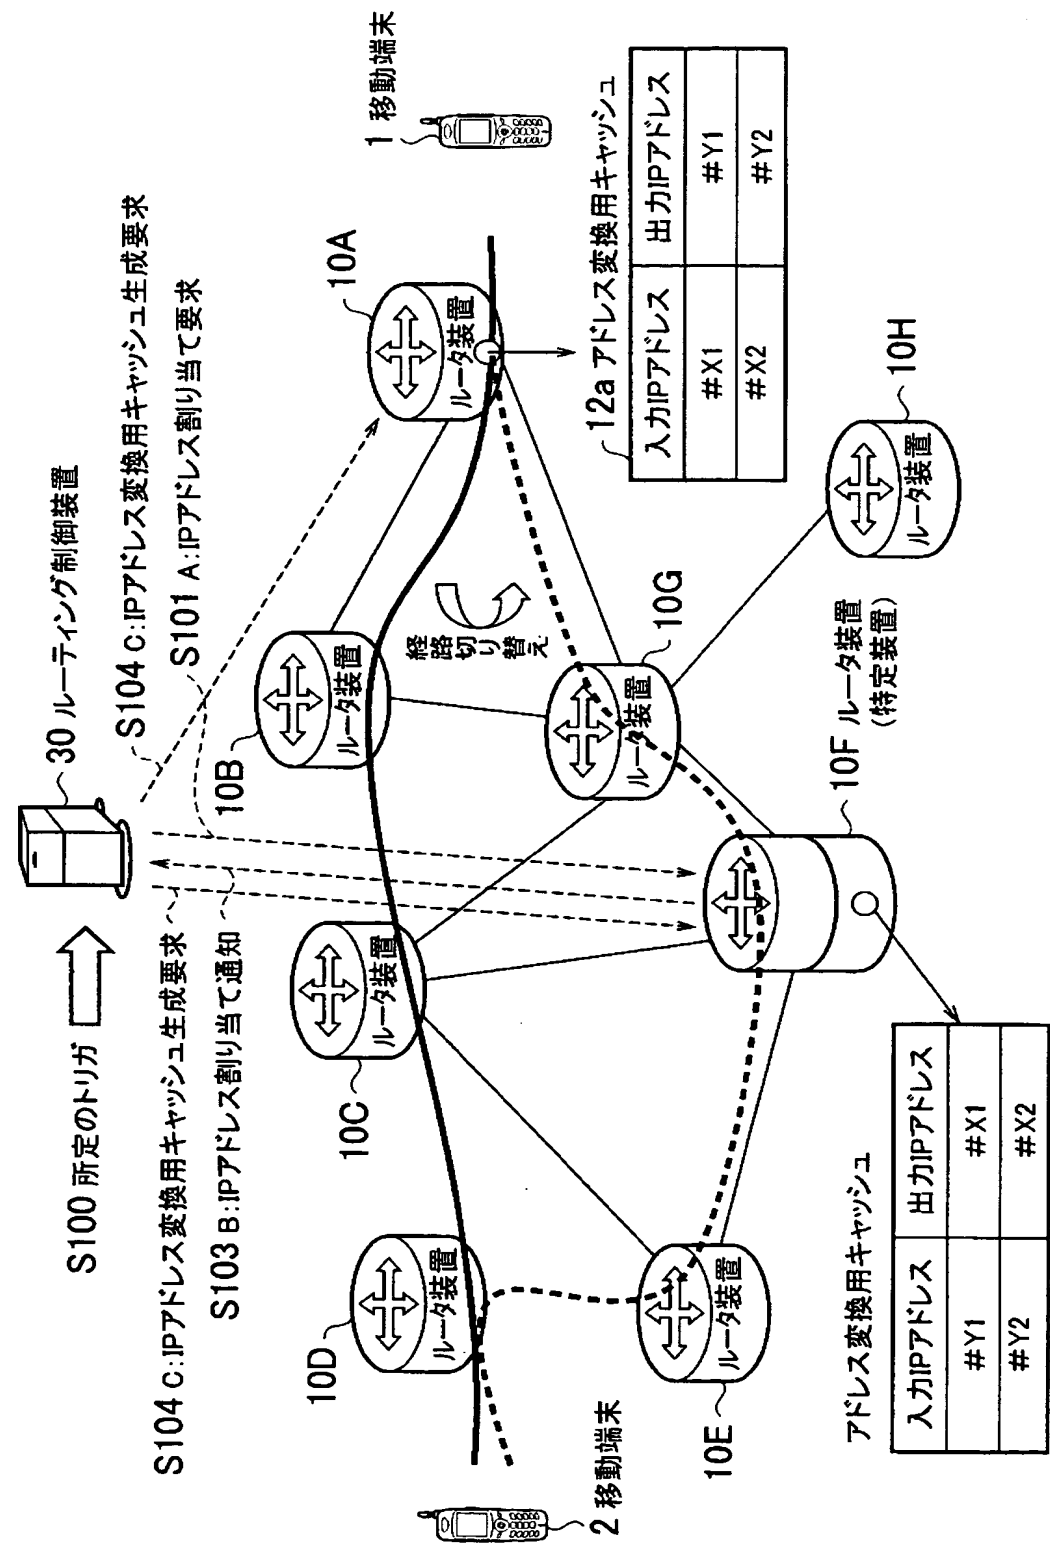 S100 所定のトリガ
30 ルーティング制御装置
S104 C:IPアドレス変換用キャッシュ生成要求
S103 B:IPアドレス割り当て通知
S104 C:IPアドレス変換用キャッシュ生成要求
S101 A:IPアドレス割り当て要求
10D
ルータ装置
10C
ルータ装置
10B
ルータ装置
10A
ルータ装置
2 移動端末
1 移動端末
経路
切り
替え
10E
ルータ装置
10G
ルータ装置
10F ルータ装置
(特定装置)
10H
ルータ装置
アドレス変換用キャッシュ
入力IPアドレス 出力IPアドレス
#Y1 #X1
#Y2 #X2
12a アドレス変換用キャッシュ
入力IPアドレス 出力IPアドレス
#X1 #Y1
#X2 #Y2